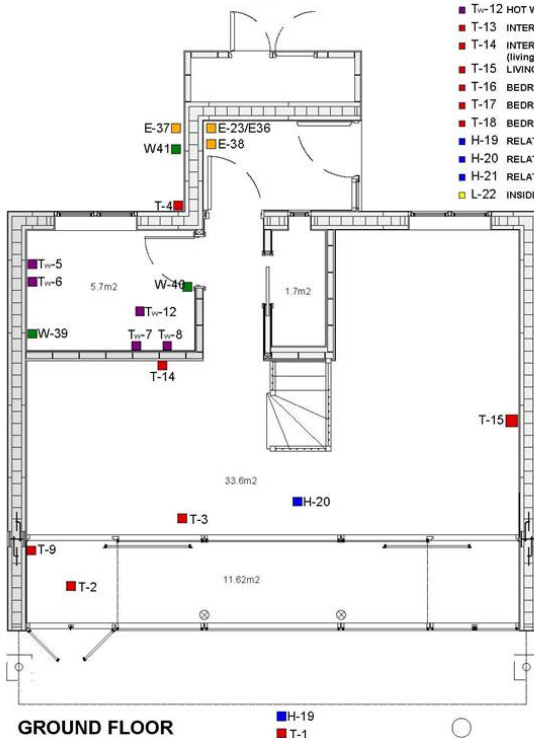 Tw-12 HOT W
T-13 INTER
T-14 INTER
(living
T-15 LIVING
T-16 BEDR
T-17 BEDR
T-18 BEDR
H-19 RELAT
H-20 RELAT
H-21 RELAT
L-22 INSIDE
E-37
E-23/E36
W41
E-38
T-4
Tw-5
Tw-6
5.7m2
W-40
1.7m2
Tw-12
W-39
Tw-7
Tw-8
T-14
T-15
33.6m2
H-20
T-3
T-9
T-2
11.62m2
GROUND FLOOR
H-19
T-1